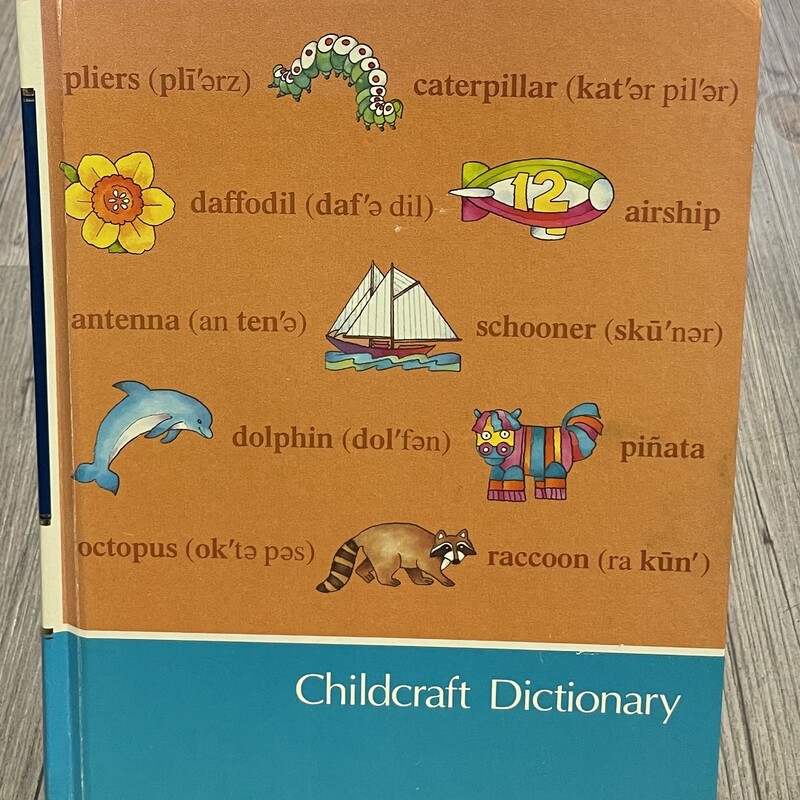 pliers (plī′ərz) caterpillar (kat′ər pil′ər)
daffodil (daf′ə dil) 12 airship
antenna (an ten′ə) schooner (skū′nər)
dolphin (dol′fən) piñata
octopus (ok′tə pəs) raccoon (ra kūn′)
Childcraft Dictionary